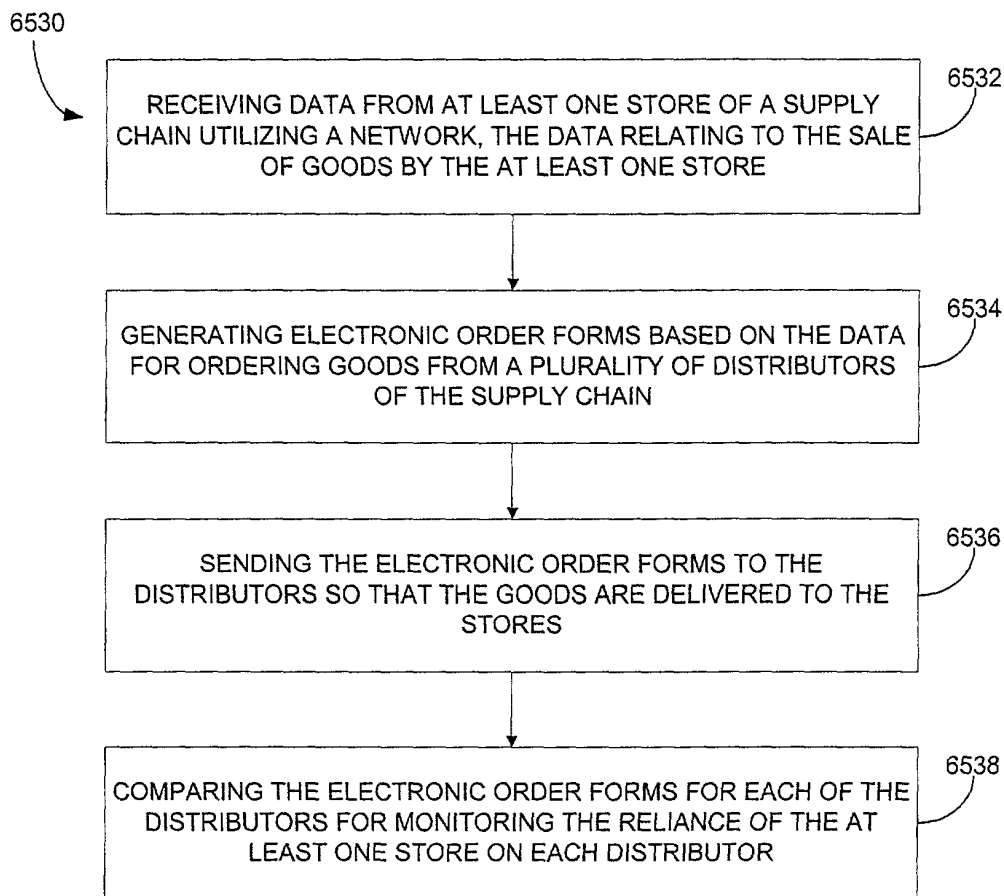 6530
RECEIVING DATA FROM AT LEAST ONE STORE OF A SUPPLY
CHAIN UTILIZING A NETWORK, THE DATA RELATING TO THE SALE
OF GOODS BY THE AT LEAST ONE STORE
6532
GENERATING ELECTRONIC ORDER FORMS BASED ON THE DATA
FOR ORDERING GOODS FROM A PLURALITY OF DISTRIBUTORS
OF THE SUPPLY CHAIN
6534
SENDING THE ELECTRONIC ORDER FORMS TO THE
DISTRIBUTORS SO THAT THE GOODS ARE DELIVERED TO THE
STORES
6536
COMPARING THE ELECTRONIC ORDER FORMS FOR EACH OF THE
DISTRIBUTORS FOR MONITORING THE RELIANCE OF THE AT
LEAST ONE STORE ON EACH DISTRIBUTOR
6538